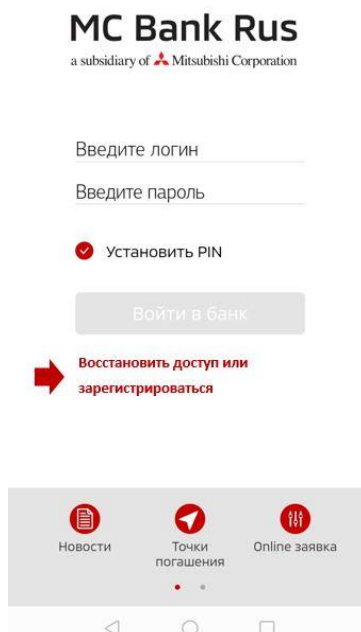 MC Bank Rus
a subsidiary of Mitsubishi Corporation
Введите логин
Введите пароль
Установить PIN
Войти в банк
Восстановить доступ или
зарегистрироваться
Новости
Точки
погашения
Online заявка